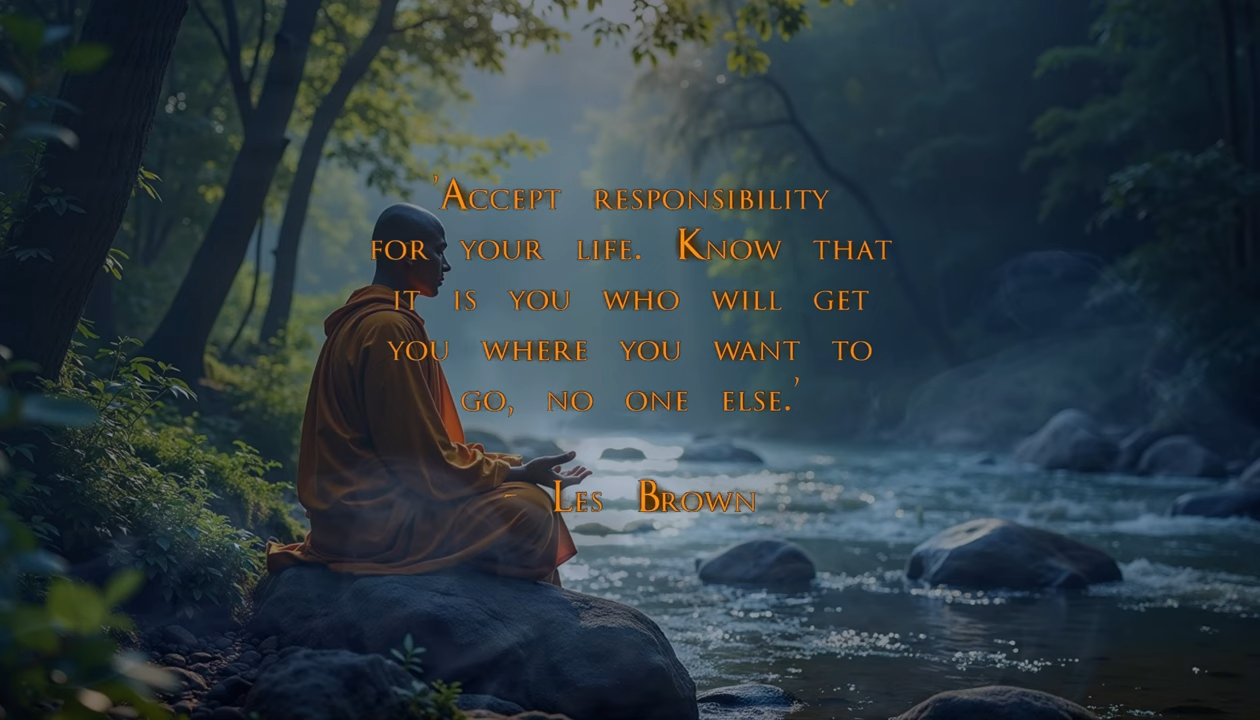 'Accept responsibility
for your life. Know that
it is you who will get
you where you want to
go, no one else.'
- Les Brown